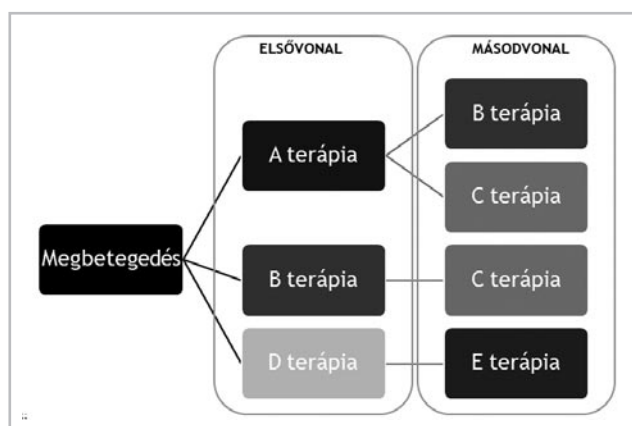 ELSŐVONAL
MÁSODVONAL
Megbetegedés
A terápia
B terápia
D terápia
B terápia
C terápia
C terápia
E terápia